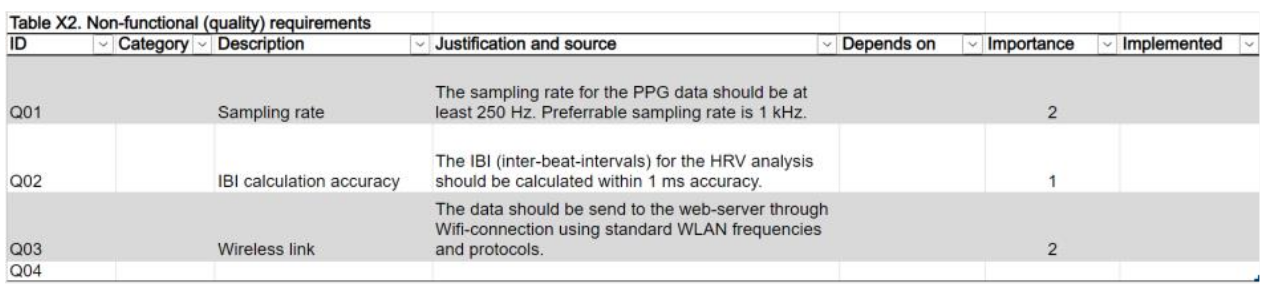 Table X2. Non-functional (quality) requirements
ID Category Description Justification and source Depends on Importance Implemented
The sampling rate for the PPG data should be at
Q01 Sampling rate least 250 Hz. Preferrable sampling rate is 1 kHz. 2
The IBI (inter-beat-intervals) for the HRV analysis
Q02 IBI calculation accuracy should be calculated within 1 ms accuracy. 1
The data should be send to the web-server through
Wifi-connection using standard WLAN frequencies
Q03 Wireless link and protocols. 2
Q04